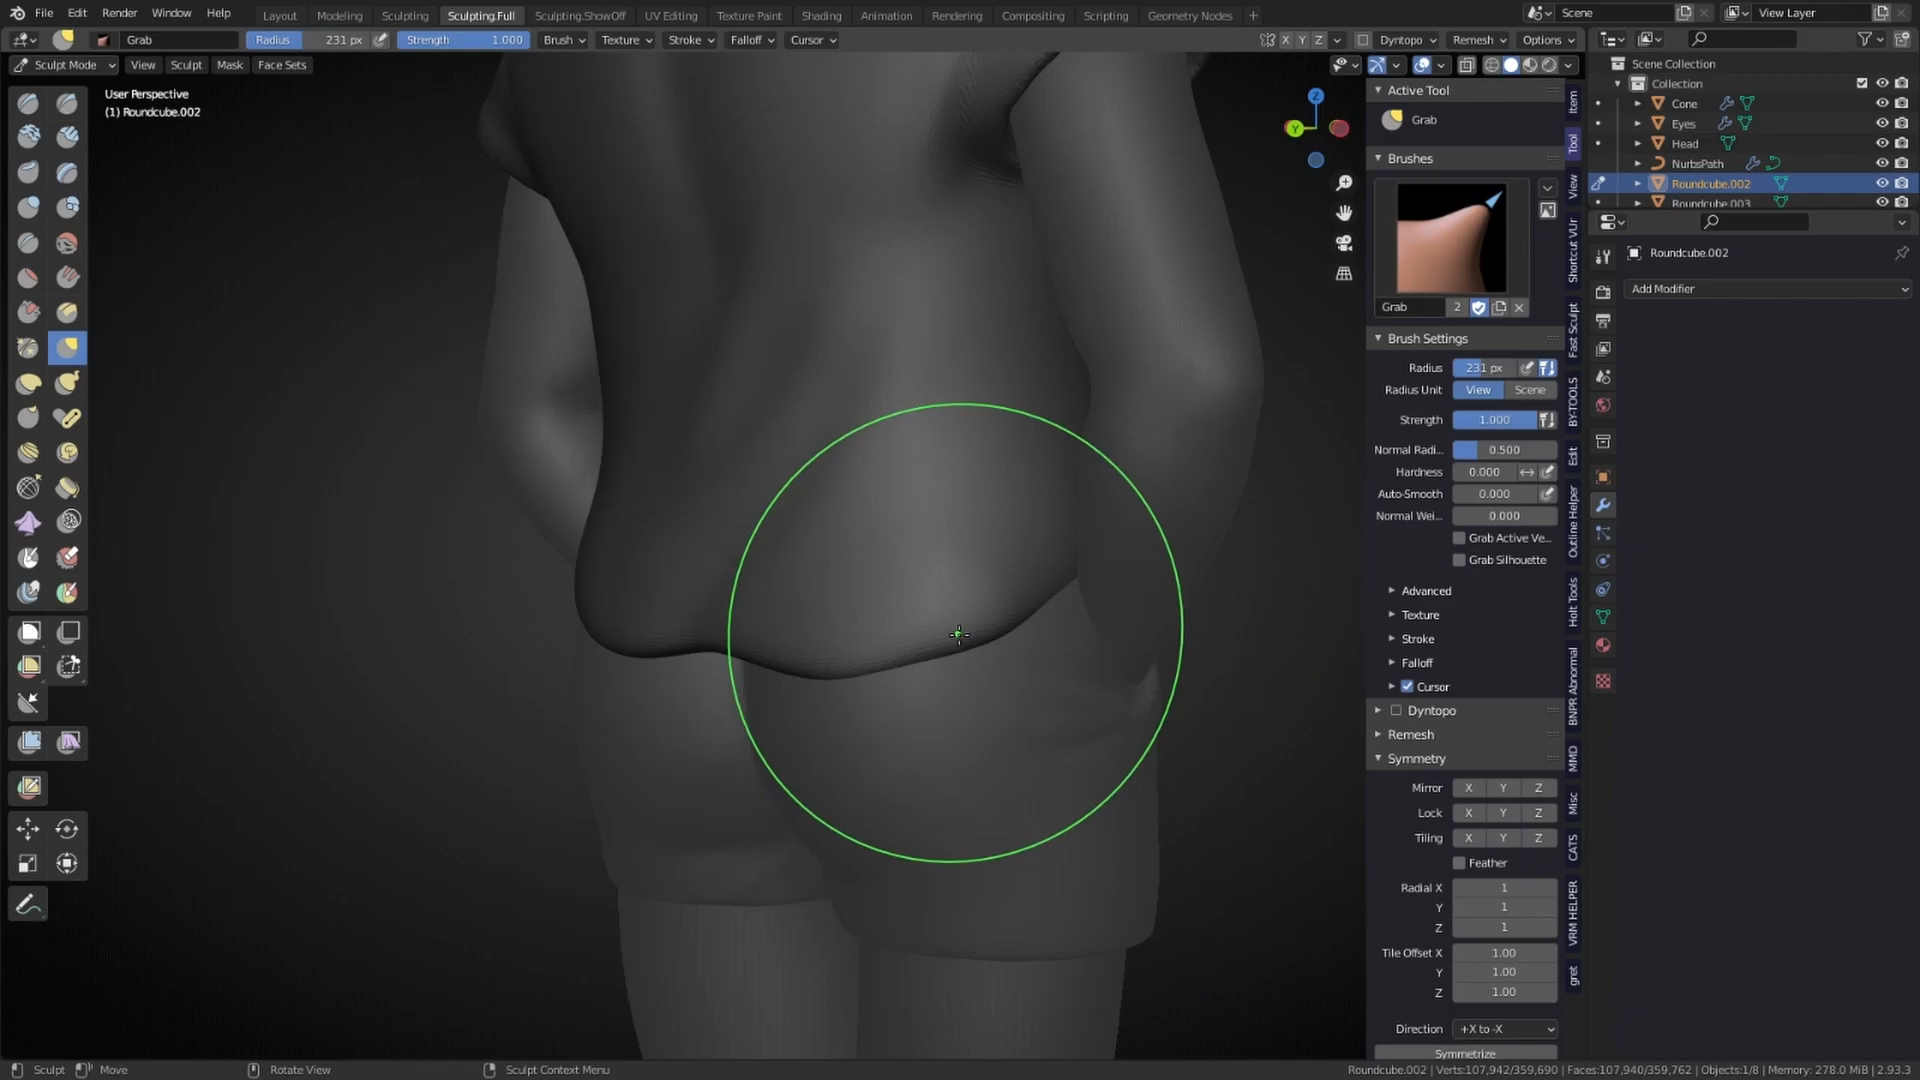 File Edit Render Window Help Layout Modeling Sculpting Sculpting.Full Sculpting.ShowOff UV Editing Texture Paint Shading Animation Rendering Compositing Scripting Geometry Nodes + Scene View Layer
Grab Radius 231 px Strength 1.000 Brush Texture Stroke Falloff Cursor X Y Z Dyntopo Remesh Options
Sculpt Mode View Sculpt Mask Face Sets
User Perspective
(1) Roundcube.002
Z
Y
Active Tool
Grab
Brushes
Grab 2
Brush Settings
Radius 231 px
Radius Unit View Scene
Strength 1.000
Normal Radi... 0.500
Hardness 0.000
Auto-Smooth 0.000
Normal Wei... 0.000
Grab Active Ve...
Grab Silhouette
Advanced
Texture
Stroke
Falloff
Cursor
Dyntopo
Remesh
Symmetry
Mirror X Y Z
Lock X Y Z
Tiling X Y Z
Feather
Radial X 1
Y 1
Z 1
Tile Offset X 1.00
Y 1.00
Z 1.00
Direction +X to -X
Symmetrize
Item
Tool
View
Shortcut VUr
Fast Sculpt
BY-TOOLS
Edit
Outline Helper
Holt Tools
BNPR Abnormal
MMD
Misc
CATS
VRM HELPER
gret
Scene Collection
Collection
Cone
Eyes
Head
NurbsPath
Roundcube.002
Roundcube.003
Roundcube.002
Add Modifier
Sculpt Move Rotate View Sculpt Context Menu Roundcube.002 | Verts:107,942/359,690 | Faces:107,940/359,762 | Objects:1/8 | Memory: 278.0 MiB | 2.93.3